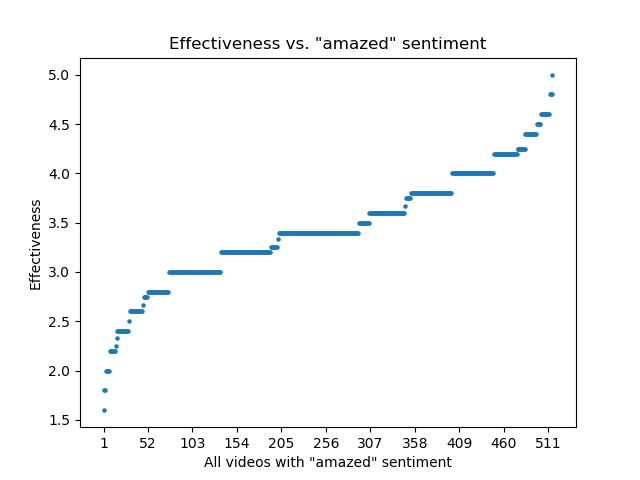 Effectiveness vs. "amazed" sentiment
5.0
4.5
4.0
3.5
3.0
2.5
2.0
1.5
Effectiveness
1 52 103 154 205 256 307 358 409 460 511
All videos with "amazed" sentiment